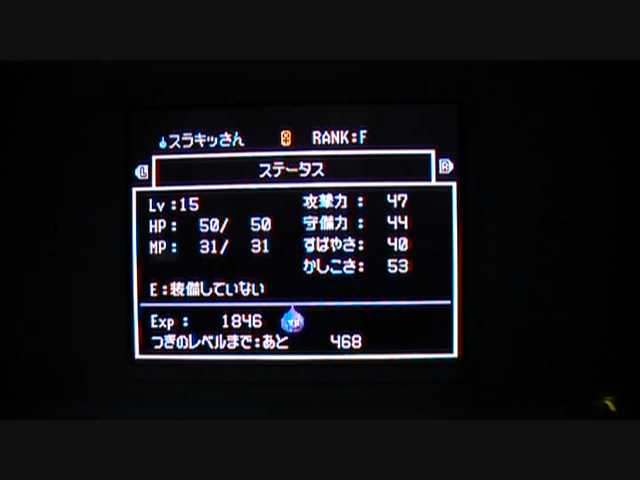 スラキッさん RANK:F
L ステータス R
Lv:15 攻撃力: 47
HP: 50/ 50 守備力: 44
MP: 31/ 31 すばやさ: 40
かしこさ: 53
E:装備していない
Exp: 1846
つぎのレベルまで:あと 468